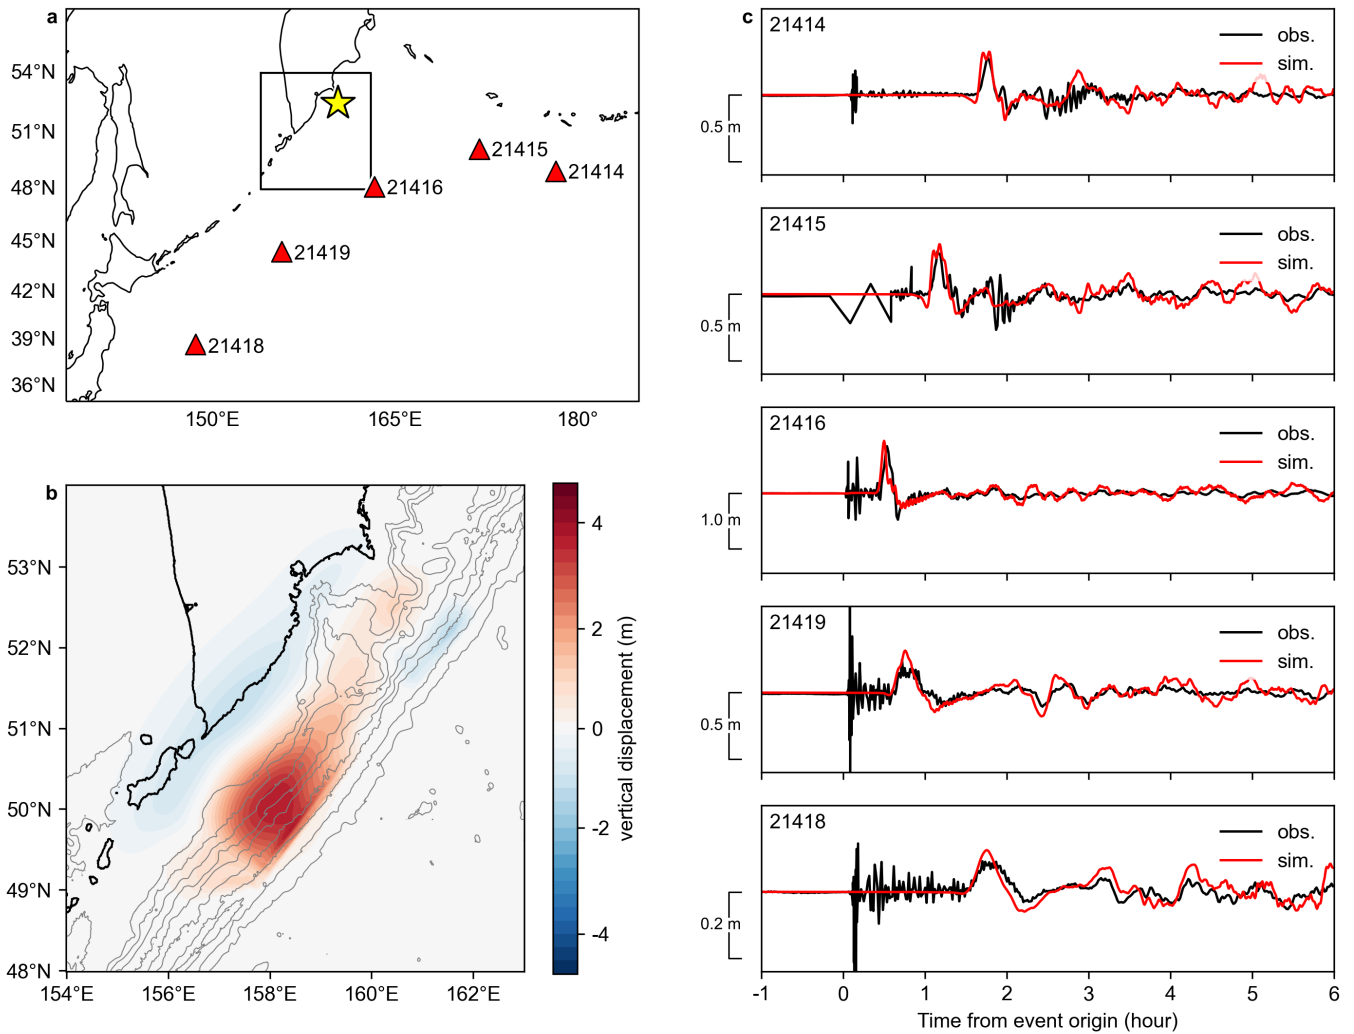 a
54°N
51°N
48°N
45°N
42°N
39°N
36°N
150°E
165°E
180°
21415
21414
21416
21419
21418
b
53°N
52°N
51°N
50°N
49°N
48°N
154°E
156°E
158°E
160°E
162°E
4
2
0
-2
-4
vertical displacement (m)
c
21414
obs.
sim.
0.5 m
21415
obs.
sim.
0.5 m
21416
obs.
sim.
1.0 m
21419
obs.
sim.
0.5 m
21418
obs.
sim.
0.2 m
-1
0
1
2
3
4
5
6
Time from event origin (hour)